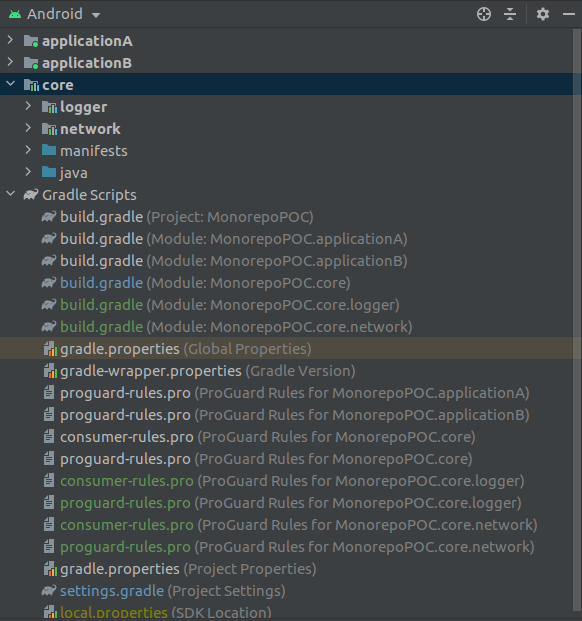 Android
applicationA
applicationB
core
logger
network
manifests
java
Gradle Scripts
build.gradle (Project: MonorepoPOC)
build.gradle (Module: MonorepoPOC.applicationA)
build.gradle (Module: MonorepoPOC.applicationB)
build.gradle (Module: MonorepoPOC.core)
build.gradle (Module: MonorepoPOC.core.logger)
build.gradle (Module: MonorepoPOC.core.network)
gradle.properties (Global Properties)
gradle-wrapper.properties (Gradle Version)
proguard-rules.pro (ProGuard Rules for MonorepoPOC.applicationA)
proguard-rules.pro (ProGuard Rules for MonorepoPOC.applicationB)
consumer-rules.pro (ProGuard Rules for MonorepoPOC.core)
proguard-rules.pro (ProGuard Rules for MonorepoPOC.core)
consumer-rules.pro (ProGuard Rules for MonorepoPOC.core.logger)
proguard-rules.pro (ProGuard Rules for MonorepoPOC.core.logger)
consumer-rules.pro (ProGuard Rules for MonorepoPOC.core.network)
proguard-rules.pro (ProGuard Rules for MonorepoPOC.core.network)
gradle.properties (Project Properties)
settings.gradle (Project Settings)
local.properties (SDK Location)